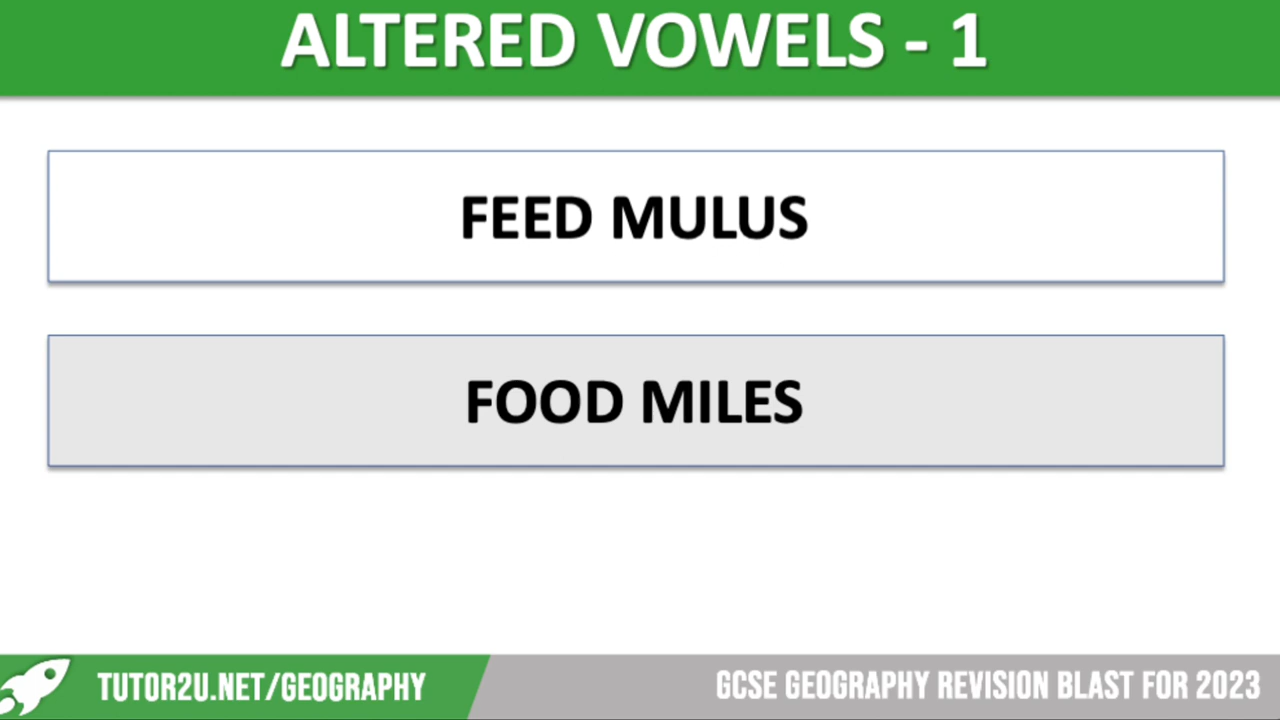 ALTERED VOWELS - 1
FEED MULUS
FOOD MILES
TUTOR2U.NET/GEOGRAPHY
GCSE GEOGRAPHY REVISION BLAST FOR 2023